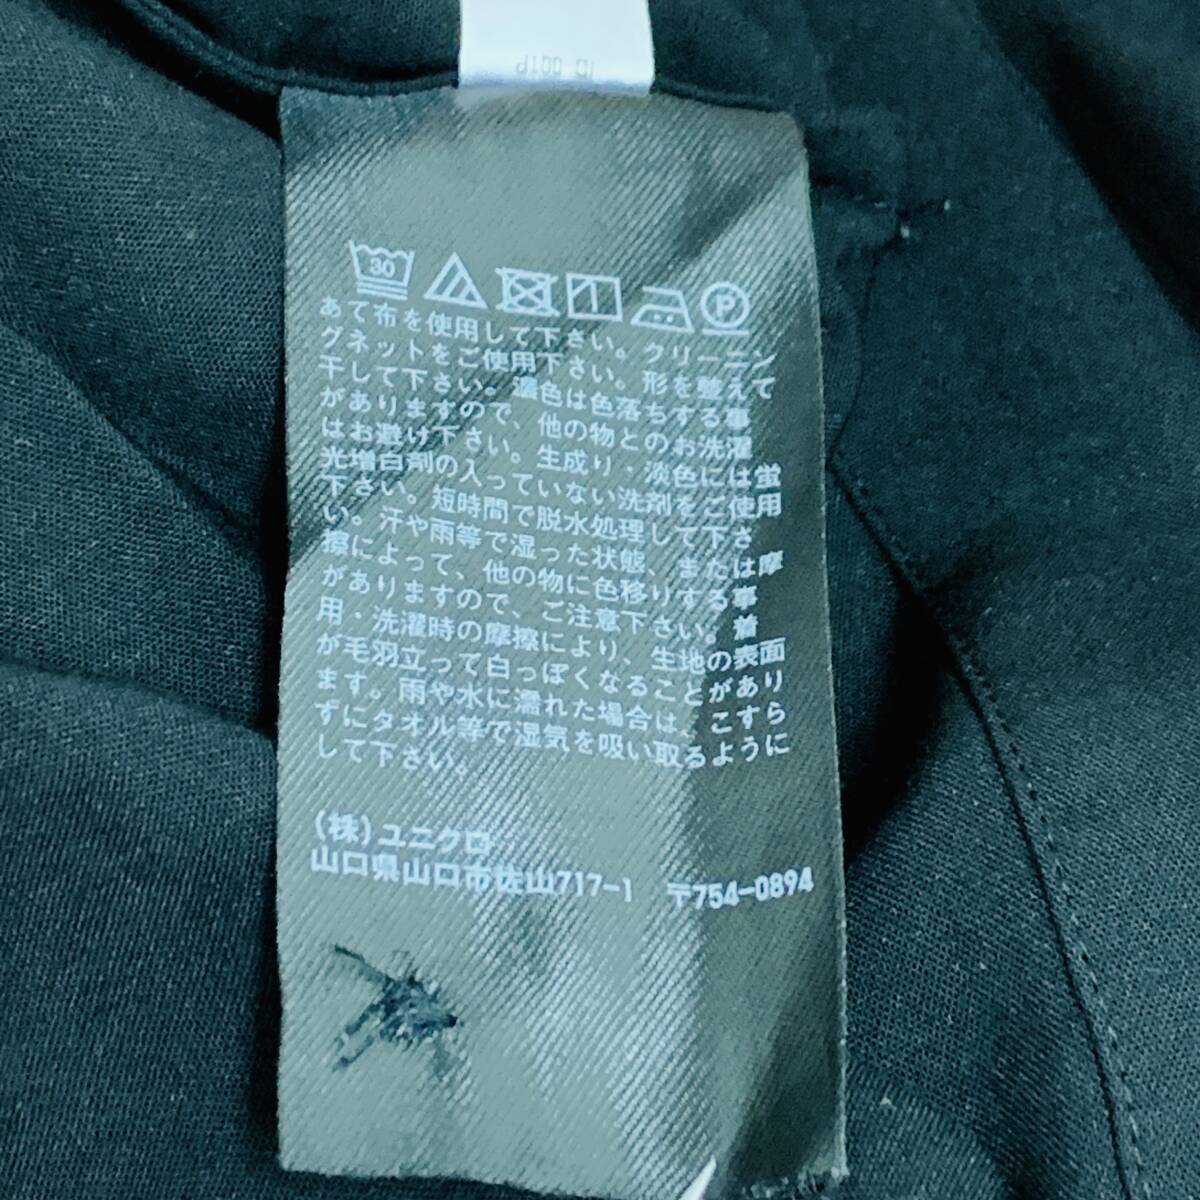 30 P
あて布を使用して下さい。クリーニン
グネットをご使用下さい。形を整えて
干して下さい。濃色は色落ちする事
がありますので、他の物とのお洗濯
はお避け下さい。生成り・淡色には蛍
光増白剤の入っていない洗剤をご使用
下さい。短時間で脱水処理して下さ
い。汗や雨等で湿った状態、または摩
擦によって、他の物に色移りする事
がありますので、ご注意下さい。着
用・洗濯時の摩擦により、生地の表面
が毛羽立って白っぽくなることがあり
ます。雨や水に濡れた場合は、こすら
ずにタオル等で湿気を吸い取るように
して下さい。
(株)ユニクロ
山口県山口市佐山717-1 〒754-0894